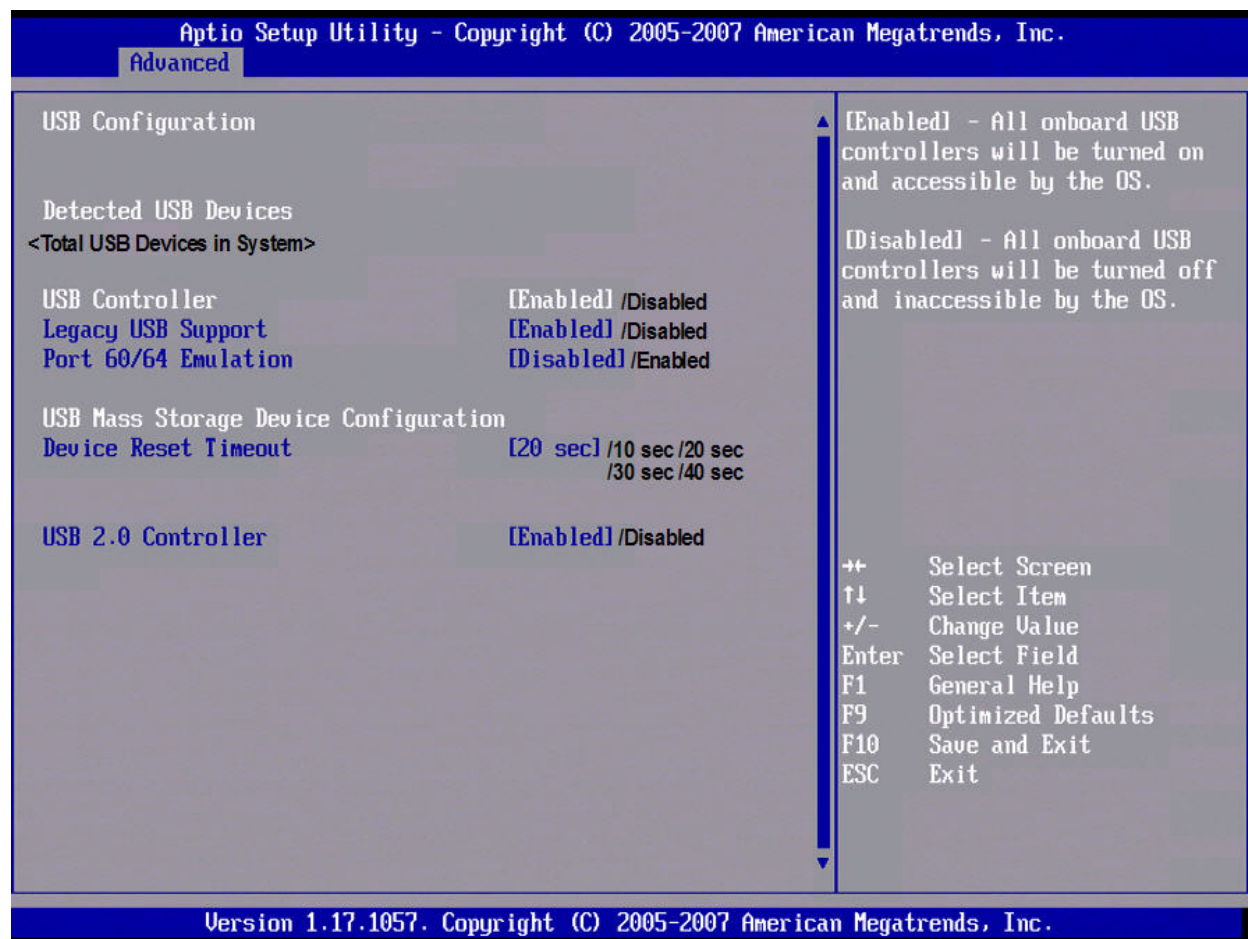 Aptio Setup Utility - Copyright (C) 2005-2007 American Megatrends, Inc.
Advanced
USB Configuration
Detected USB Devices
<Total USB Devices in System>
USB Controller [Enabled] /Disabled
Legacy USB Support [Enabled] /Disabled
Port 60/64 Emulation [Disabled] /Enabled
USB Mass Storage Device Configuration
Device Reset Timeout [20 sec] /10 sec /20 sec
/30 sec /40 sec
USB 2.0 Controller [Enabled] /Disabled
[Enabled] - All onboard USB
controllers will be turned on
and accessible by the OS.
[Disabled] - All onboard USB
controllers will be turned off
and inaccessible by the OS.
→← Select Screen
↑↓ Select Item
+/- Change Value
Enter Select Field
F1 General Help
F9 Optimized Defaults
F10 Save and Exit
ESC Exit
Version 1.17.1057. Copyright (C) 2005-2007 American Megatrends, Inc.